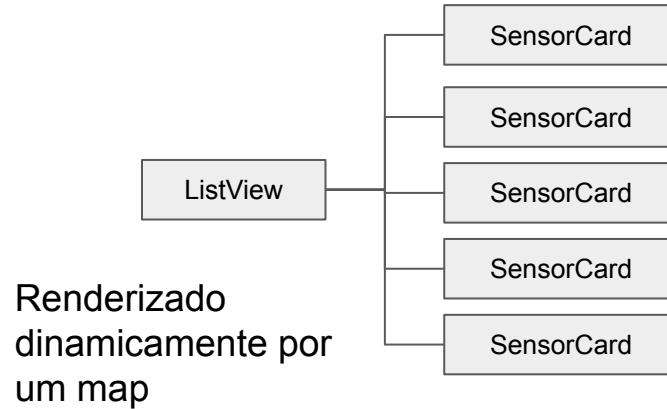 SensorCard
SensorCard
ListView
SensorCard
SensorCard
SensorCard
Renderizado
dinamicamente por
um map